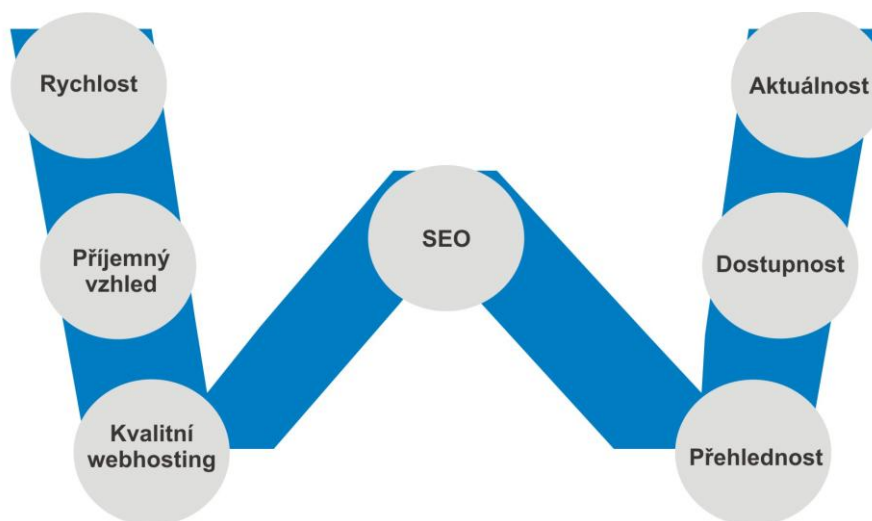 Rychlost
Příjemný
vzhled
Kvalitní
webhosting
SEO
Aktuálnost
Dostupnost
Přehlednost